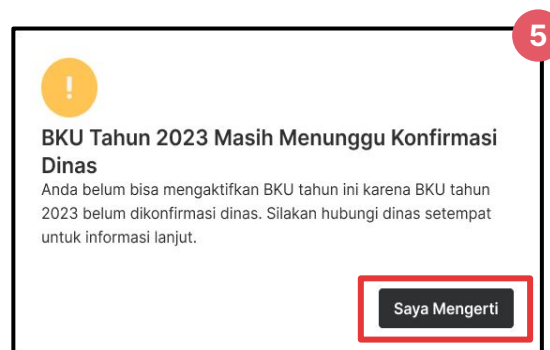 5
!
BKU Tahun 2023 Masih Menunggu Konfirmasi
Dinas
Anda belum bisa mengaktifkan BKU tahun ini karena BKU tahun
2023 belum dikonfirmasi dinas. Silakan hubungi dinas setempat
untuk informasi lanjut.
Saya Mengerti